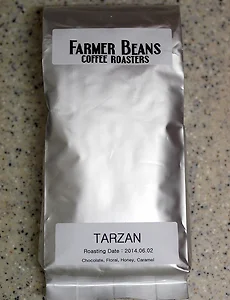 FARMER BEANS
COFFEE ROASTERS
TARZAN
Roasting Date : 2014.06.02
Chocolate, Floral, Honey, Caramel